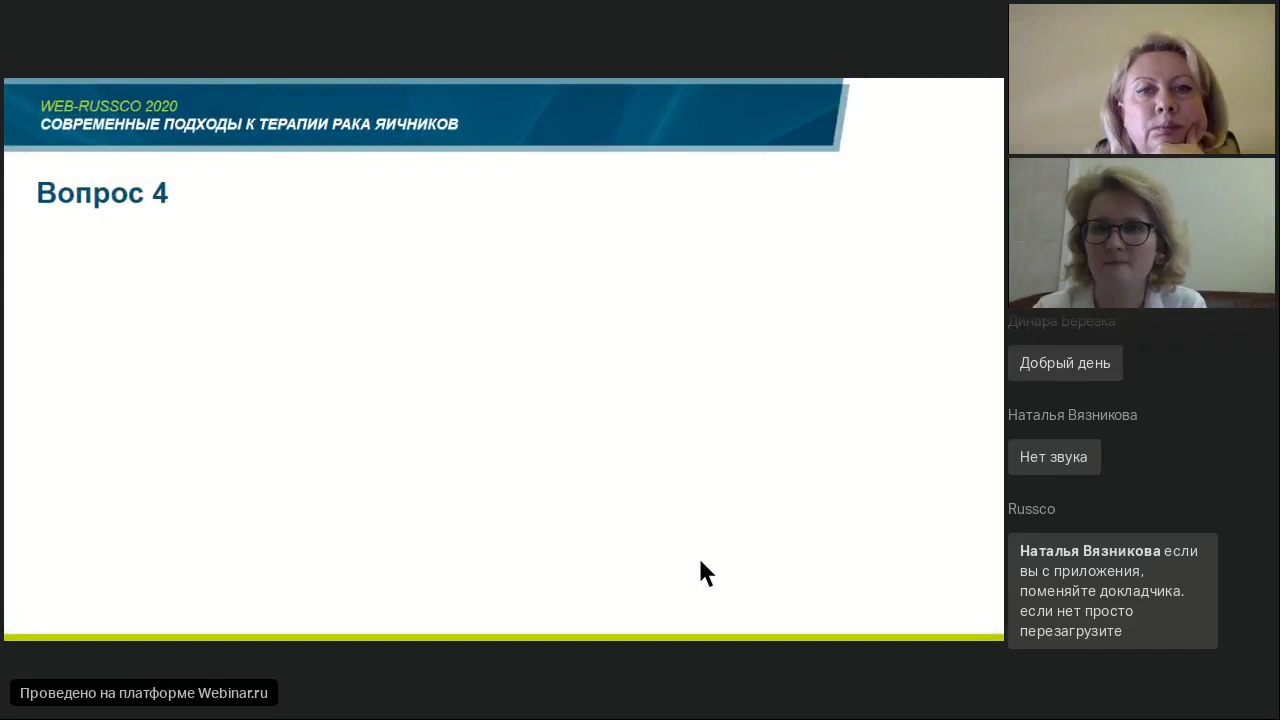 WEB-RUSSCO 2020
СОВРЕМЕННЫЕ ПОДХОДЫ К ТЕРАПИИ РАКА ЯИЧНИКОВ
Вопрос 4
Динара Березка
Добрый день
Наталья Вязникова
Нет звука
Russco
Наталья Вязникова если
вы с приложения,
поменяйте докладчика.
если нет просто
перезагрузите
Проведено на платформе Webinar.ru